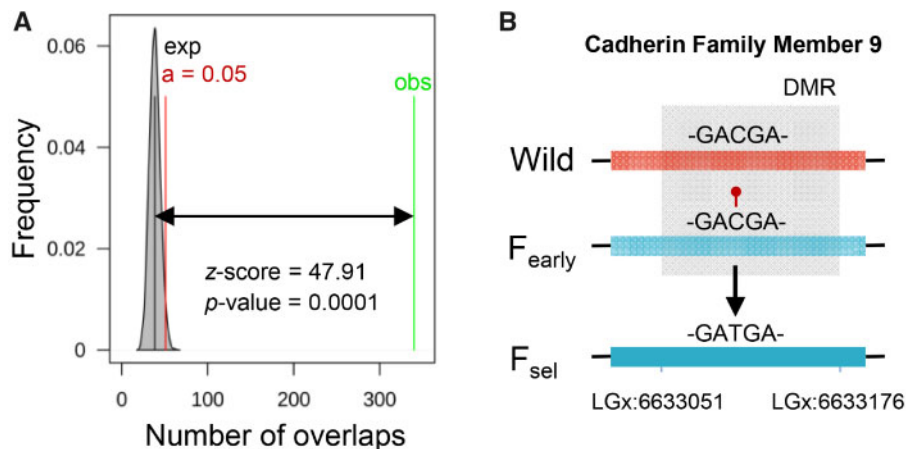 A
0.06
0.04
0.02
0
Frequency
exp
a = 0.05
obs
z-score = 47.91
p-value = 0.0001
0
100
200
300
Number of overlaps
B
Cadherin Family Member 9
DMR
-GACGA-
Wild
-GACGA-
Fearly
-GATGA-
Fsel
LGx:6633051
LGx:6633176